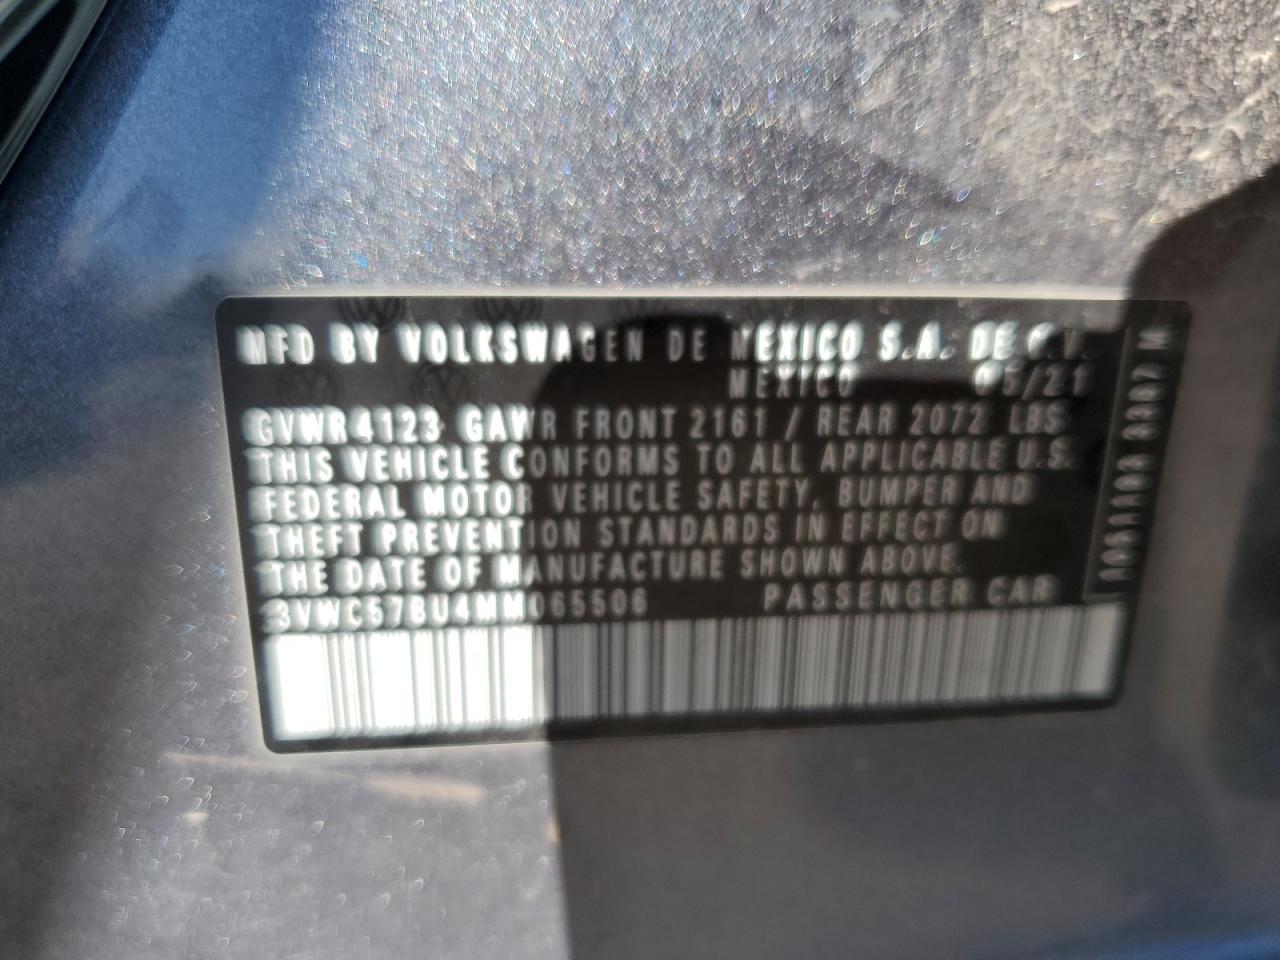 MFD BY VOLKSWAGEN DE MEXICO S.A. DE C.V.
MEXICO 05/21
GVWR 4123 GAWR FRONT 2161 / REAR 2072 LBS
THIS VEHICLE CONFORMS TO ALL APPLICABLE U.S.
FEDERAL MOTOR VEHICLE SAFETY, BUMPER AND
THEFT PREVENTION STANDARDS IN EFFECT ON
THE DATE OF MANUFACTURE SHOWN ABOVE.
3VWC57BU4MM065506 PASSENGER CAR